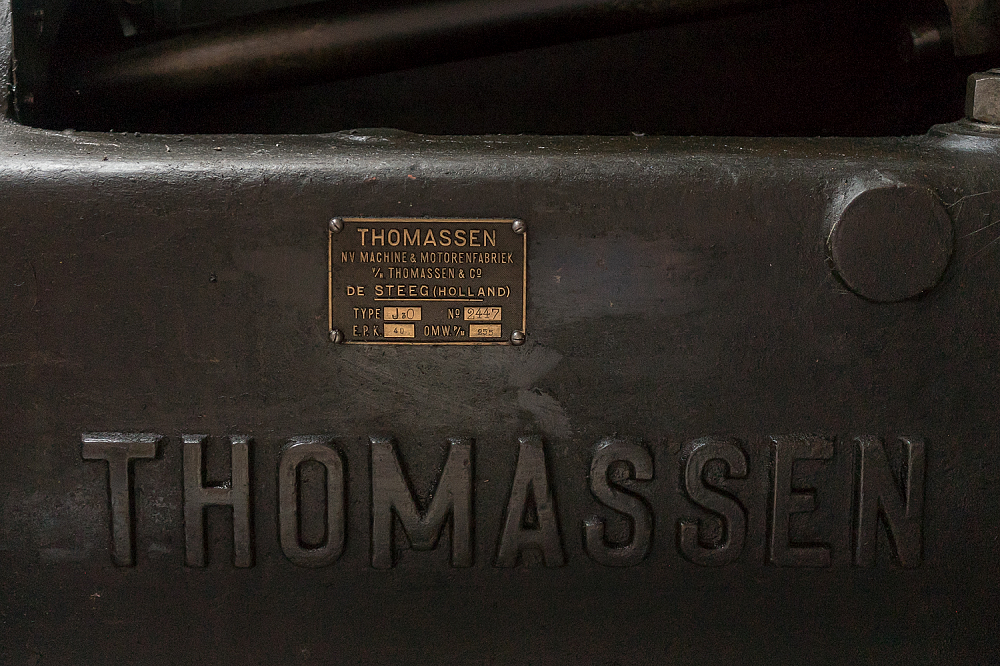 THOMASSEN
NV MACHINE & MOTORENFABRIEK
V/H THOMASSEN & Cº
DE STEEG (HOLLAND)
TYPE J20 Nº 2447
E.P.K. 40 OMW. P/M 255
THOMASSEN